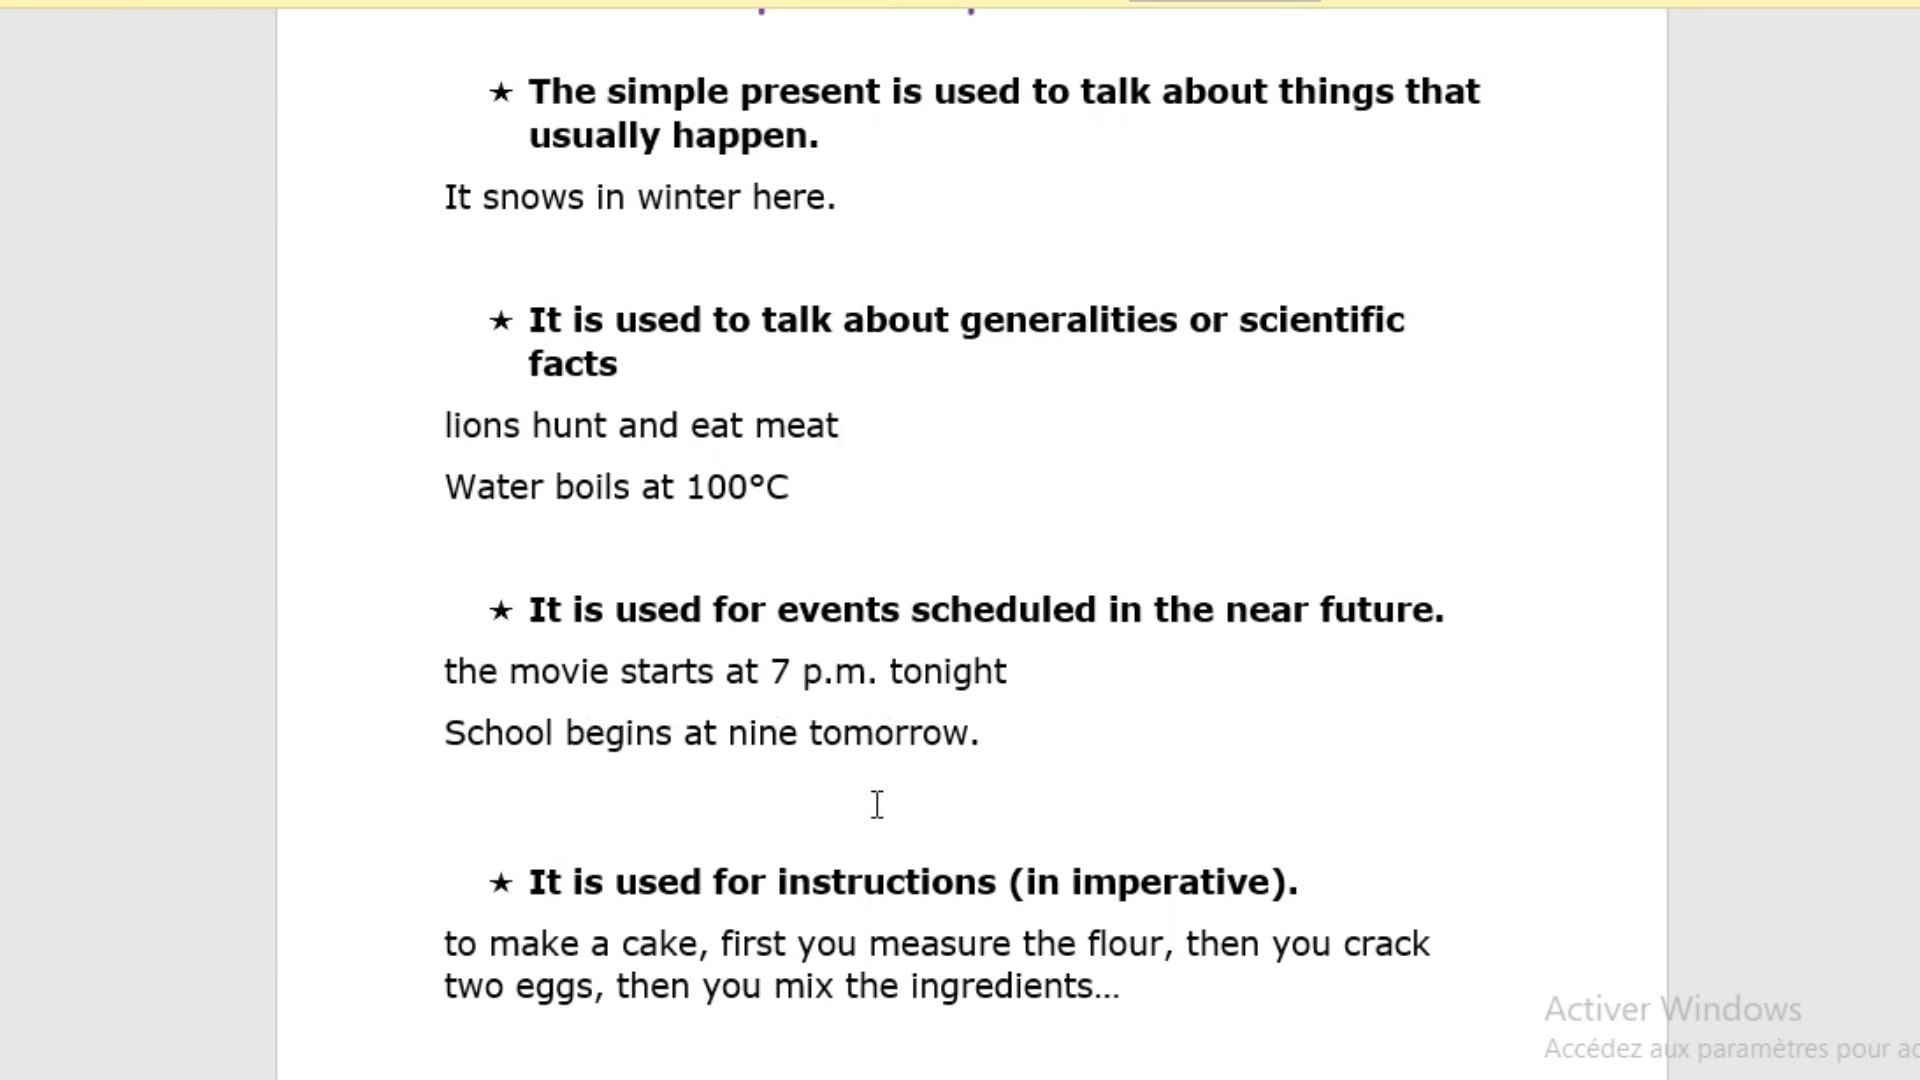 ★ The simple present is used to talk about things that
usually happen.
It snows in winter here.
★ It is used to talk about generalities or scientific
facts
lions hunt and eat meat
Water boils at 100°C
★ It is used for events scheduled in the near future.
the movie starts at 7 p.m. tonight
School begins at nine tomorrow.
★ It is used for instructions (in imperative).
to make a cake, first you measure the flour, then you crack
two eggs, then you mix the ingredients...
Activer Windows
Accédez aux paramètres pour